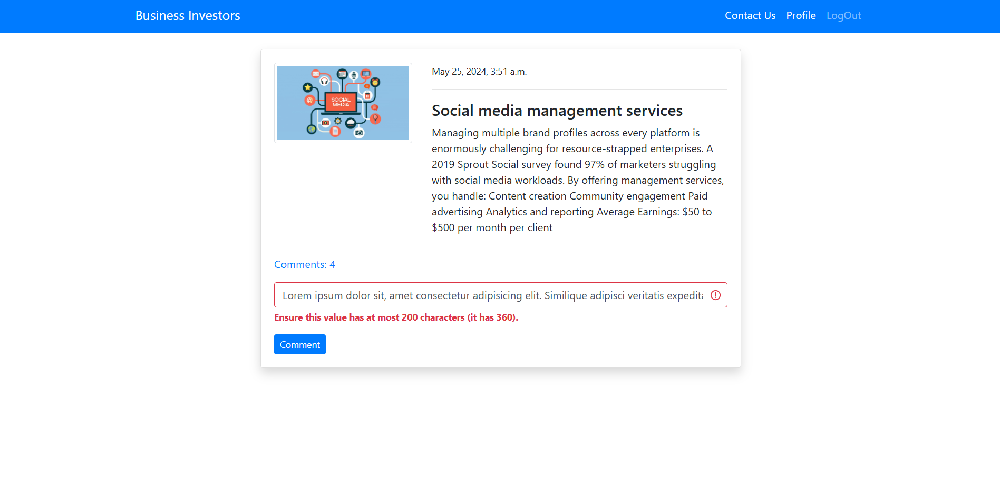 Business Investors
Contact Us Profile LogOut
May 25, 2024, 3:51 a.m.
SOCIAL
MEDIA
Social media management services
Managing multiple brand profiles across every platform is
enormously challenging for resource-strapped enterprises. A
2019 Sprout Social survey found 97% of marketers struggling
with social media workloads. By offering management services,
you handle: Content creation Community engagement Paid
advertising Analytics and reporting Average Earnings: $50 to
$500 per month per client
Comments: 4
Lorem ipsum dolor sit, amet consectetur adipisicing elit. Similique adipisci veritatis expedita
Ensure this value has at most 200 characters (it has 360).
Comment